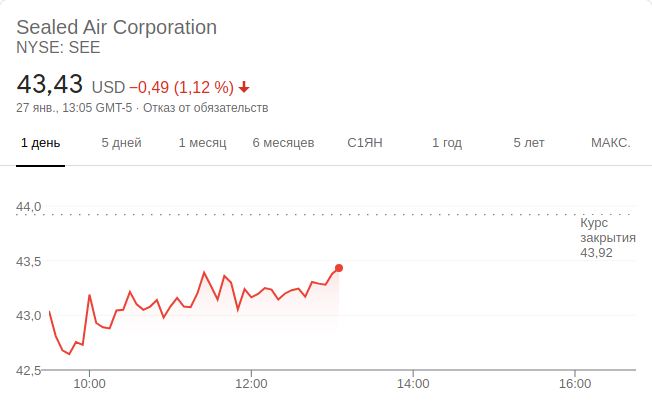 Sealed Air Corporation
NYSE: SEE
43,43 USD −0,49 (1,12 %)
27 янв., 13:05 GMT-5 · Отказ от обязательств
1 день 5 дней 1 месяц 6 месяцев С1ЯН 1 год 5 лет МАКС.
44,0
Курс
закрытия
43,92
43,5
43,0
42,5
10:00 12:00 14:00 16:00